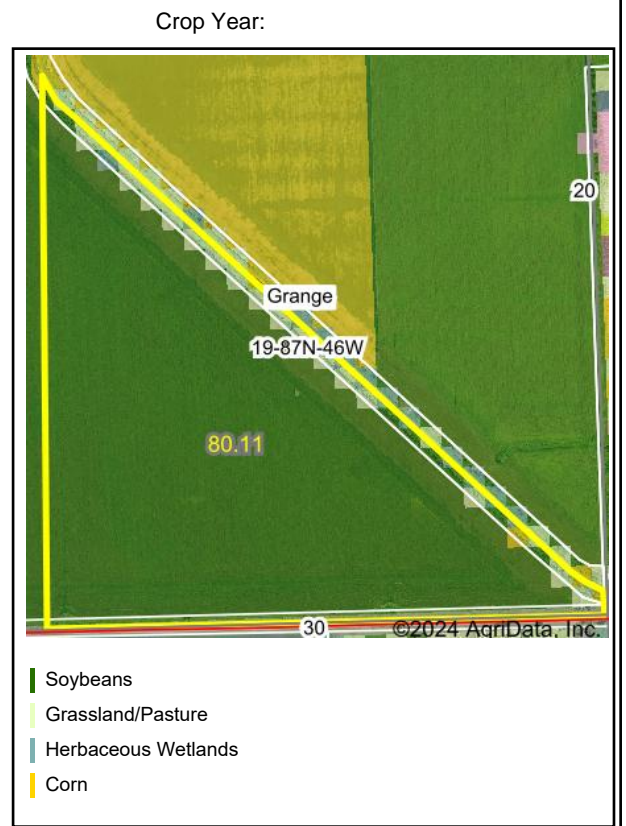 Crop Year:
20
Grange
19-87N-46W
80.11
30
©2024 AgriData, Inc.
Soybeans
Grassland/Pasture
Herbaceous Wetlands
Corn